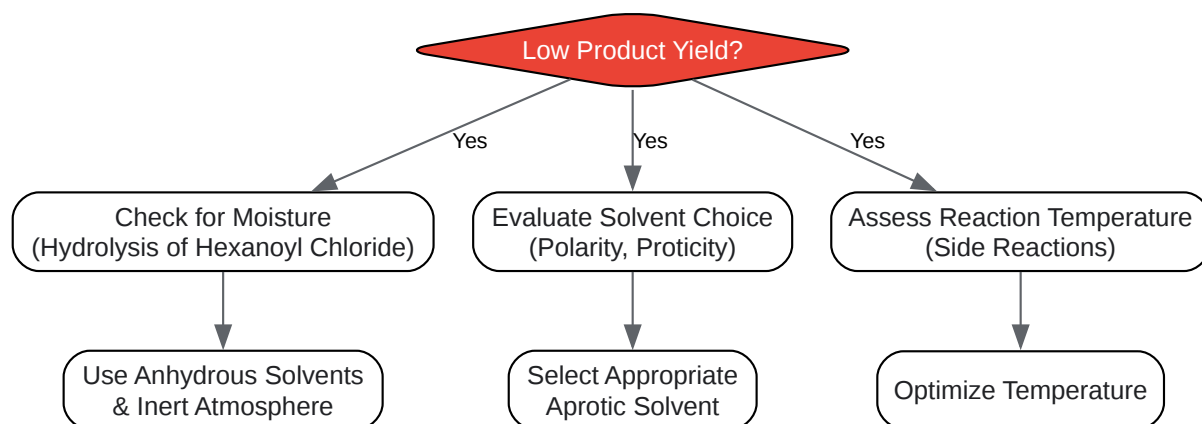 Low Product Yield?
Yes
Yes
Yes
Check for Moisture
(Hydrolysis of Hexanoyl Chloride)
Evaluate Solvent Choice
(Polarity, Proticity)
Assess Reaction Temperature
(Side Reactions)
Use Anhydrous Solvents
& Inert Atmosphere
Select Appropriate
Aprotic Solvent
Optimize Temperature